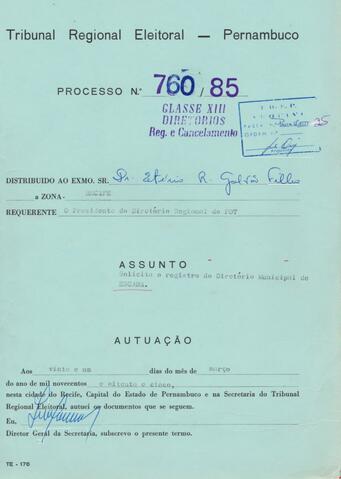 Tribunal Regional Eleitoral — Pernambuco
PROCESSO N.º 760/85
CLASSE XIII
DIRETÓRIOS
Reg. e Cancelamento
T. R. E. P.
25
DISTRIBUIDO AO EXMO. SR. Dr. R. Galvão Filho
a ZONA - RECIFE
REQUERENTE O Presidente do Diretório Regional do PDT
ASSUNTO
Solicita o registro do Diretório Municipal de
ESCADA.
AUTUAÇÃO
Aos vinte e um dias do mês de março
do ano de mil novecentos e oitenta e cinco,
nesta cidade do Recife, Capital do Estado de Pernambuco e na Secretaria do Tribunal
Regional Eleitoral, autuei os documentos que se seguem.
Eu,
Diretor Geral da Secretaria, subscrevo o presente termo.
TE - 176